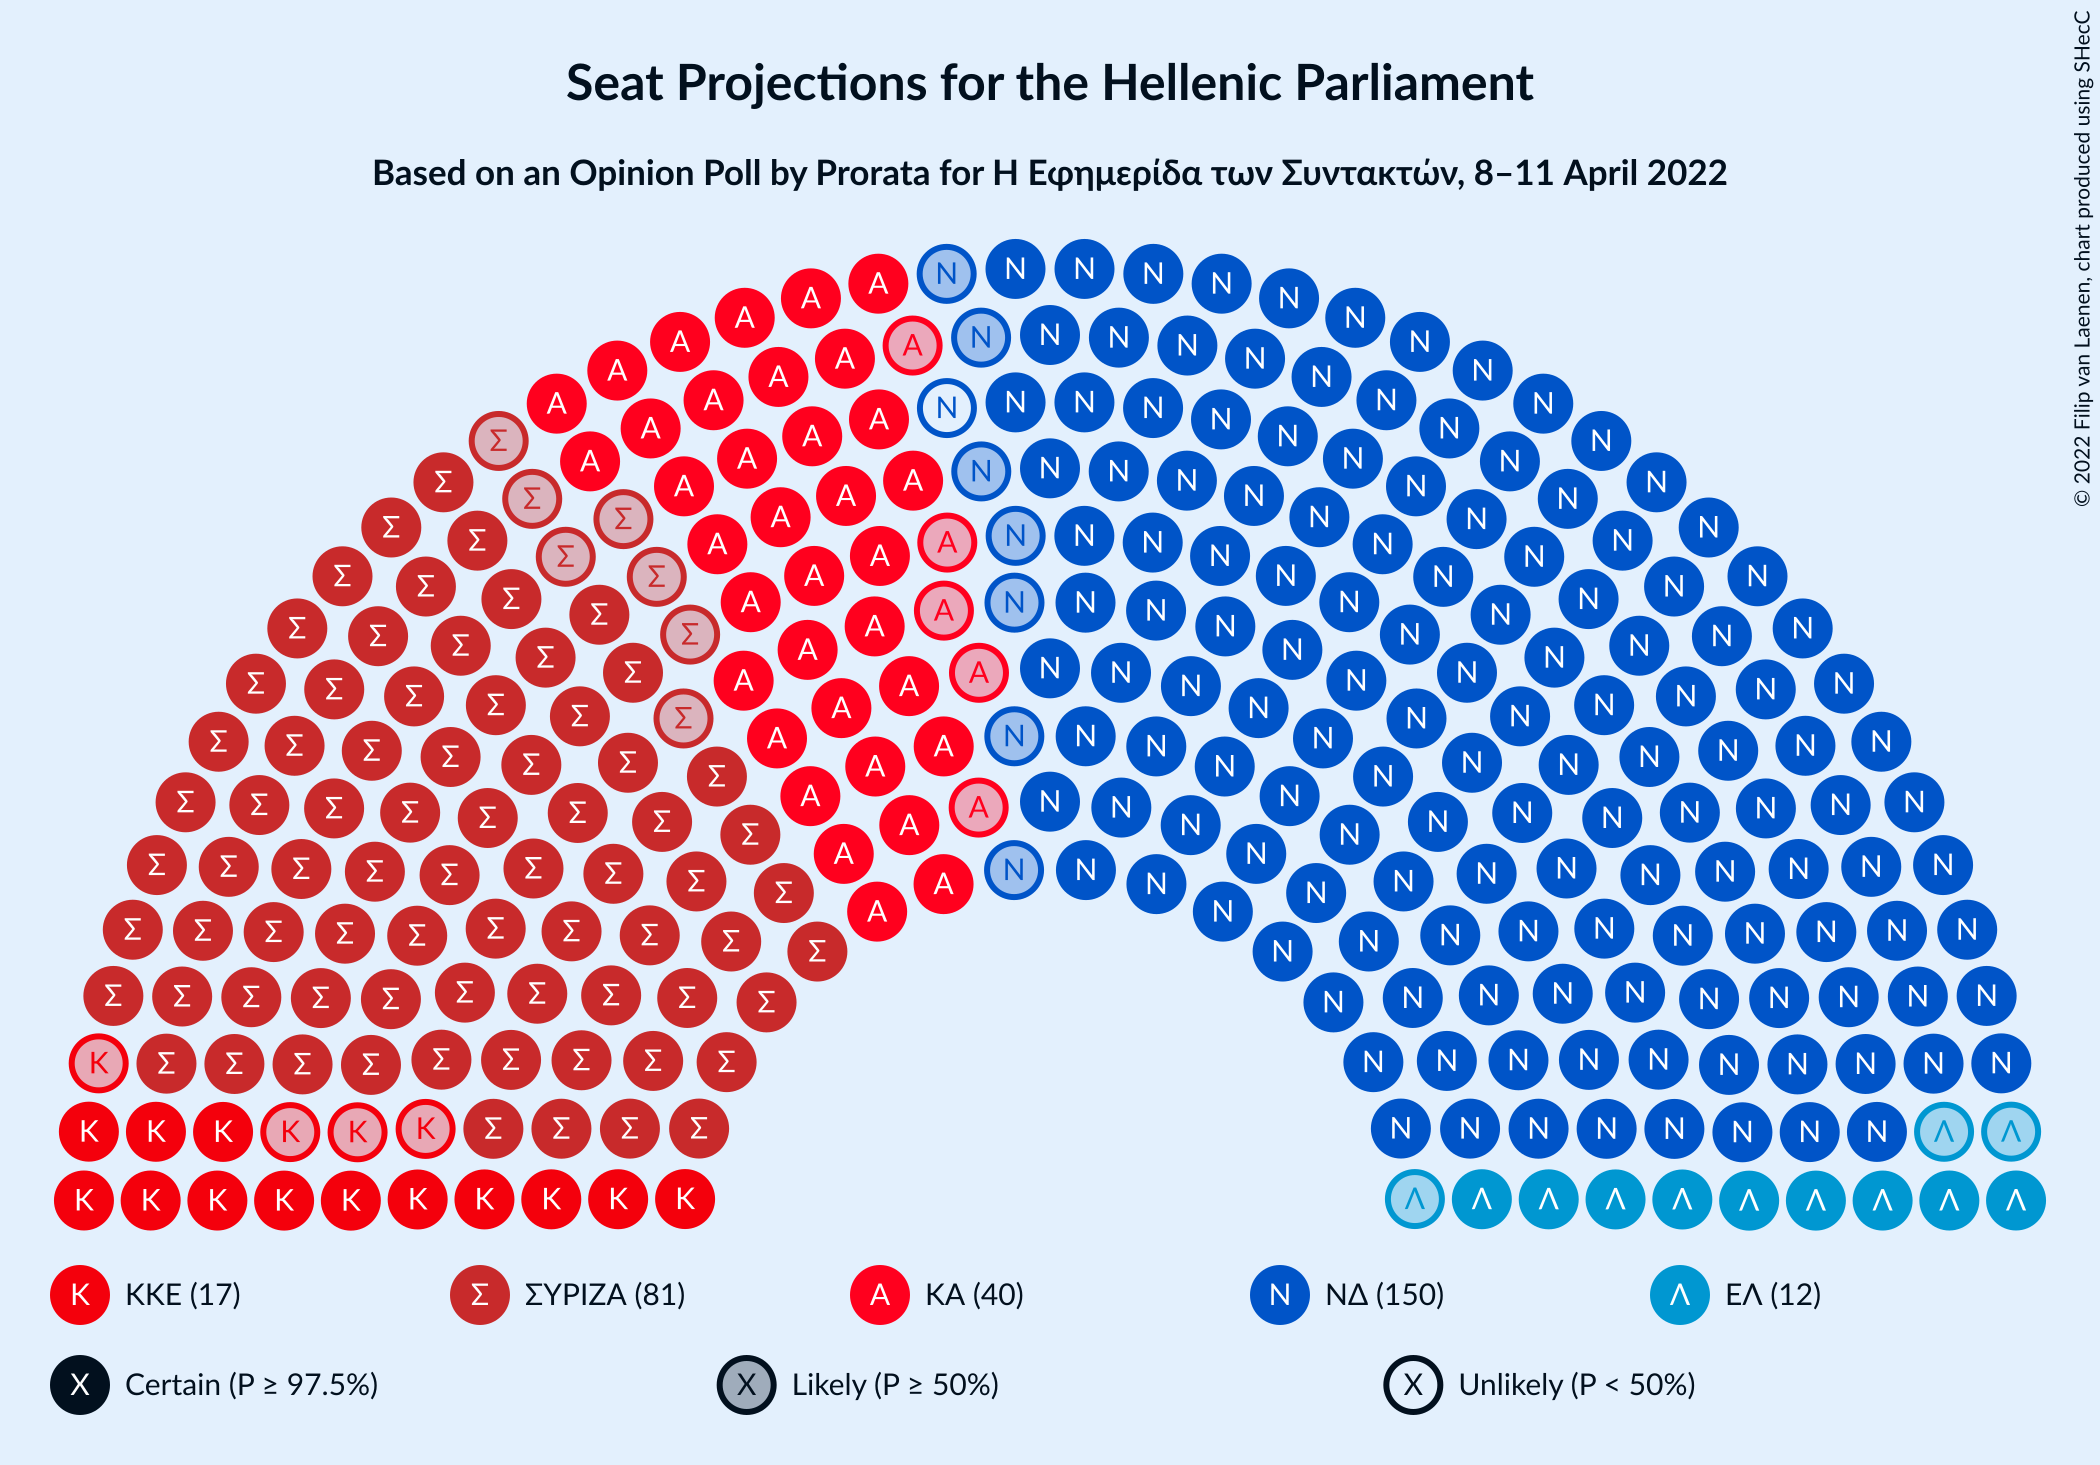 Seat Projections for the Hellenic Parliament
Based on an Opinion Poll by Prorata for Η Εφημερίδα των Συντακτών, 8–11 April 2022
© 2022 Filip van Laenen, chart produced using SHecC
Κ ΚΚΕ (17) Σ ΣΥΡΙΖΑ (81) Α ΚΑ (40) Ν ΝΔ (150) Λ ΕΛ (12)
X Certain (P ≥ 97.5%) X Likely (P ≥ 50%) X Unlikely (P < 50%)